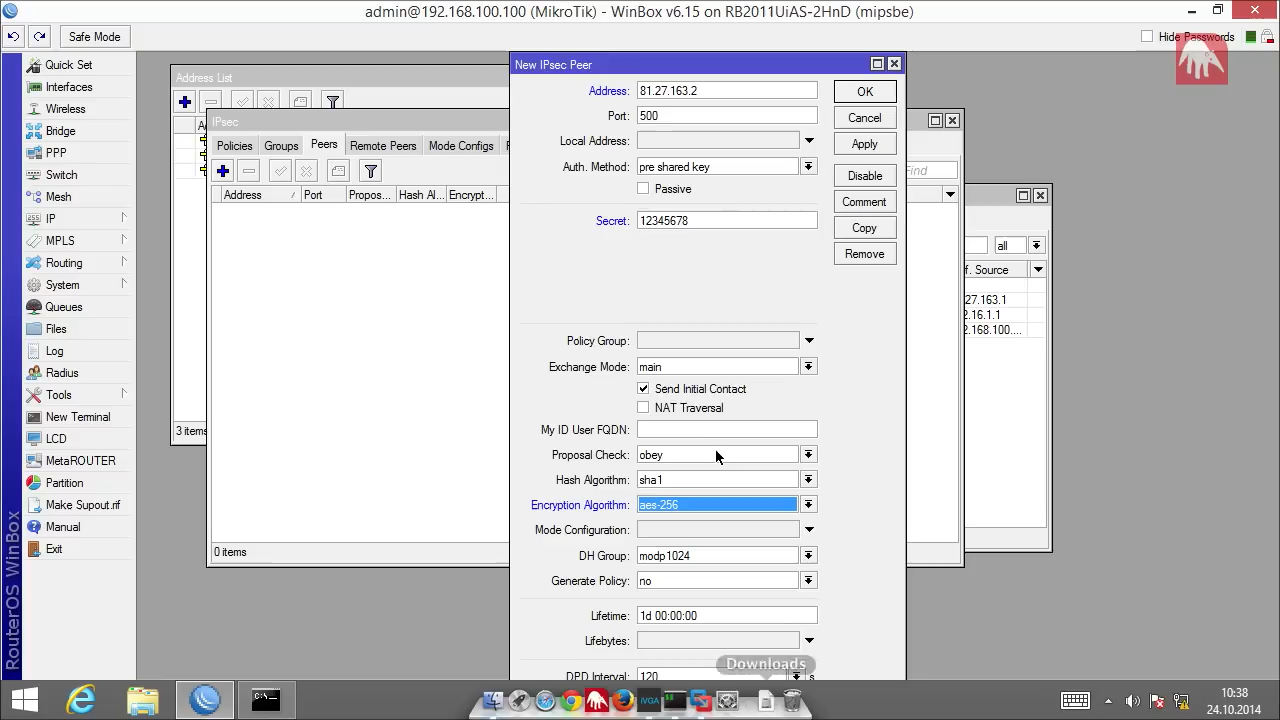 admin@192.168.100.100 (MikroTik) - WinBox v6.15 on RB2011UiAS-2HnD (mipsbe)
Safe Mode
Hide Passwords
Quick Set
Interfaces
Wireless
Bridge
PPP
Switch
Mesh
IP
MPLS
Routing
System
Queues
Files
Log
Radius
Tools
New Terminal
LCD
MetaROUTER
Partition
Make Supout.rif
Manual
Exit
RouterOS WinBox
Address List
3 items
IPsec
Policies Groups Peers Remote Peers Mode Configs
Find
Address Port Propos... Hash Al... Encrypt...
0 items
all
f. Source
27.163.1
2.16.1.1
2.168.100....
New IPsec Peer
Address: 81.27.163.2
Port: 500
Local Address:
Auth. Method: pre shared key
Passive
Secret: 12345678
Policy Group:
Exchange Mode: main
Send Initial Contact
NAT Traversal
My ID User FQDN:
Proposal Check: obey
Hash Algorithm: sha1
Encryption Algorithm: aes-256
Mode Configuration:
DH Group: modp1024
Generate Policy: no
Lifetime: 1d 00:00:00
Lifebytes:
DPD Interval: 120 s
OK
Cancel
Apply
Disable
Comment
Copy
Remove
Downloads
IVGA
10:38
24.10.2014